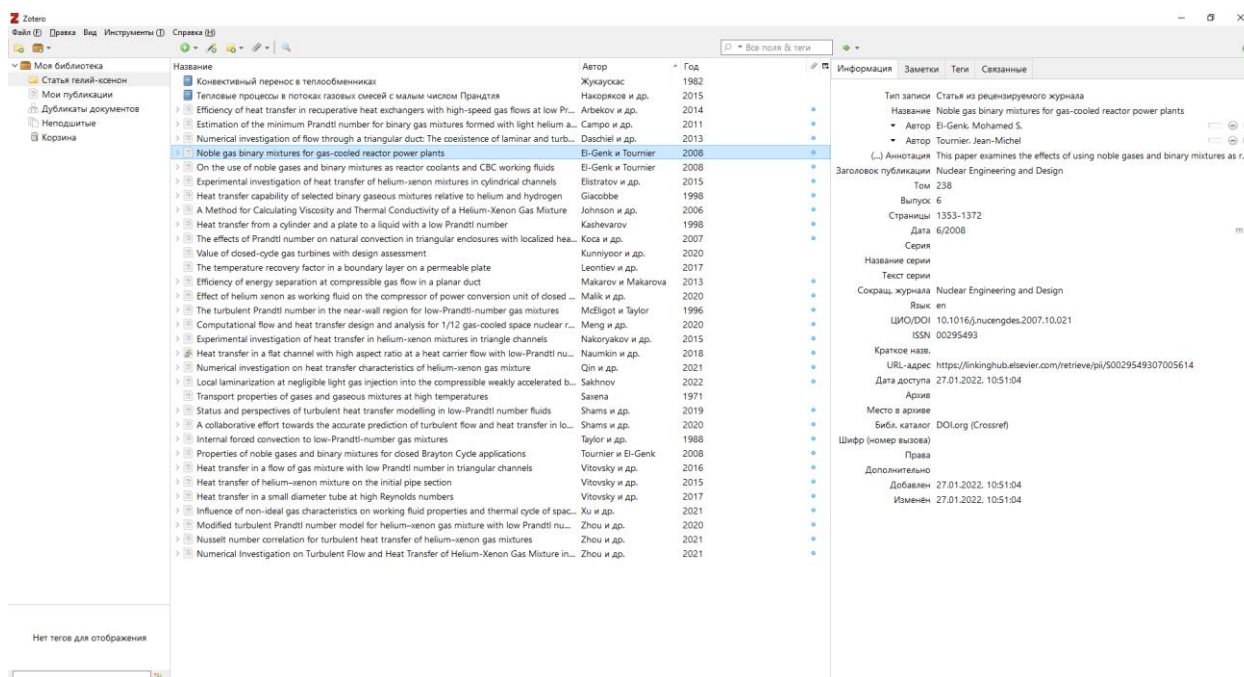 Zotero
Файл (F) Правка Вид Инструменты (T) Справка (H)
Все поля & теги
Моя библиотека
Статья гелий-ксенон
Мои публикации
Дубликаты документов
Неподшитые
Корзина
Нет тегов для отображения
Название Автор Год
Конвективный перенос в теплообменниках Жукаускас 1982
Тепловые процессы в потоках газовых смесей с малым числом Прандтля Накоряков и др. 2015
Efficiency of heat transfer in recuperative heat exchangers with high-speed gas flows at low Pr... Arbekov и др. 2014
Estimation of the minimum Prandtl number for binary gas mixtures formed with light helium a... Campo и др. 2011
Numerical investigation of flow through a triangular duct: The coexistence of laminar and turb... Daschiel и др. 2013
Noble gas binary mixtures for gas-cooled reactor power plants El-Genk и Tournier 2008
On the use of noble gases and binary mixtures as reactor coolants and CBC working fluids El-Genk и Tournier 2008
Experimental investigation of heat transfer of helium-xenon mixtures in cylindrical channels Elistratov и др. 2015
Heat transfer capability of selected binary gaseous mixtures relative to helium and hydrogen Giacobbe 1998
A Method for Calculating Viscosity and Thermal Conductivity of a Helium-Xenon Gas Mixture Johnson и др. 2006
Heat transfer from a cylinder and a plate to a liquid with a low Prandtl number Kashevarov 1998
The effects of Prandtl number on natural convection in triangular enclosures with localized hea... Koca и др. 2007
Value of closed-cycle gas turbines with design assessment Kunniyoor и др. 2020
The temperature recovery factor in a boundary layer on a permeable plate Leontiev и др. 2017
Efficiency of energy separation at compressible gas flow in a planar duct Makarov и Makarova 2013
Effect of helium xenon as working fluid on the compressor of power conversion unit of closed ... Malik и др. 2020
The turbulent Prandtl number in the near-wall region for low-Prandtl-number gas mixtures McEligot и Taylor 1996
Computational flow and heat transfer design and analysis for 1/12 gas-cooled space nuclear r... Meng и др. 2020
Experimental investigation of heat transfer in helium-xenon mixtures in triangle channels Nakoryakov и др. 2015
Heat transfer in a flat channel with high aspect ratio at a heat carrier flow with low-Prandtl nu... Naumkin и др. 2018
Numerical investigation on heat transfer characteristics of helium-xenon gas mixture Qin и др. 2021
Local laminarization at negligible light gas injection into the compressible weakly accelerated b... Sakhnov 2022
Transport properties of gases and gaseous mixtures at high temperatures Saxena 1971
Status and perspectives of turbulent heat transfer modelling in low-Prandtl number fluids Shams и др. 2019
A collaborative effort towards the accurate prediction of turbulent flow and heat transfer in lo... Shams и др. 2020
Internal forced convection to low-Prandtl-number gas mixtures Taylor и др. 1988
Properties of noble gases and binary mixtures for closed Brayton Cycle applications Tournier и El-Genk 2008
Heat transfer in a flow of gas mixture with low Prandtl number in triangular channels Vitovsky и др. 2016
Heat transfer of helium–xenon mixture on the initial pipe section Vitovsky и др. 2015
Heat transfer in a small diameter tube at high Reynolds numbers Vitovsky и др. 2017
Influence of non-ideal gas characteristics on working fluid properties and thermal cycle of spac... Xu и др. 2021
Modified turbulent Prandtl number model for helium–xenon gas mixture with low Prandtl nu... Zhou и др. 2020
Nusselt number correlation for turbulent heat transfer of helium–xenon gas mixtures Zhou и др. 2021
Numerical Investigation on Turbulent Flow and Heat Transfer of Helium-Xenon Gas Mixture in... Zhou и др. 2021
Информация Заметки Теги Связанные
Тип записи Статья из рецензируемого журнала
Название Noble gas binary mixtures for gas-cooled reactor power plants
Автор El-Genk, Mohamed S.
Автор Tournier, Jean-Michel
(...) Аннотация This paper examines the effects of using noble gases and binary mixtures as r...
Заголовок публикации Nuclear Engineering and Design
Том 238
Выпуск 6
Страницы 1353-1372
Дата 6/2008 m
Серия
Название серии
Текст серии
Сокращ. журнала Nuclear Engineering and Design
Язык en
ЦИО/DOI 10.1016/j.nucengdes.2007.10.021
ISSN 00295493
Краткое назв.
URL-адрес https://linkinghub.elsevier.com/retrieve/pii/S0029549307005614
Дата доступа 27.01.2022, 10:51:04
Архив
Место в архиве
Библ. каталог DOI.org (Crossref)
Шифр (номер вызова)
Права
Дополнительно
Добавлен 27.01.2022, 10:51:04
Изменён 27.01.2022, 10:51:04